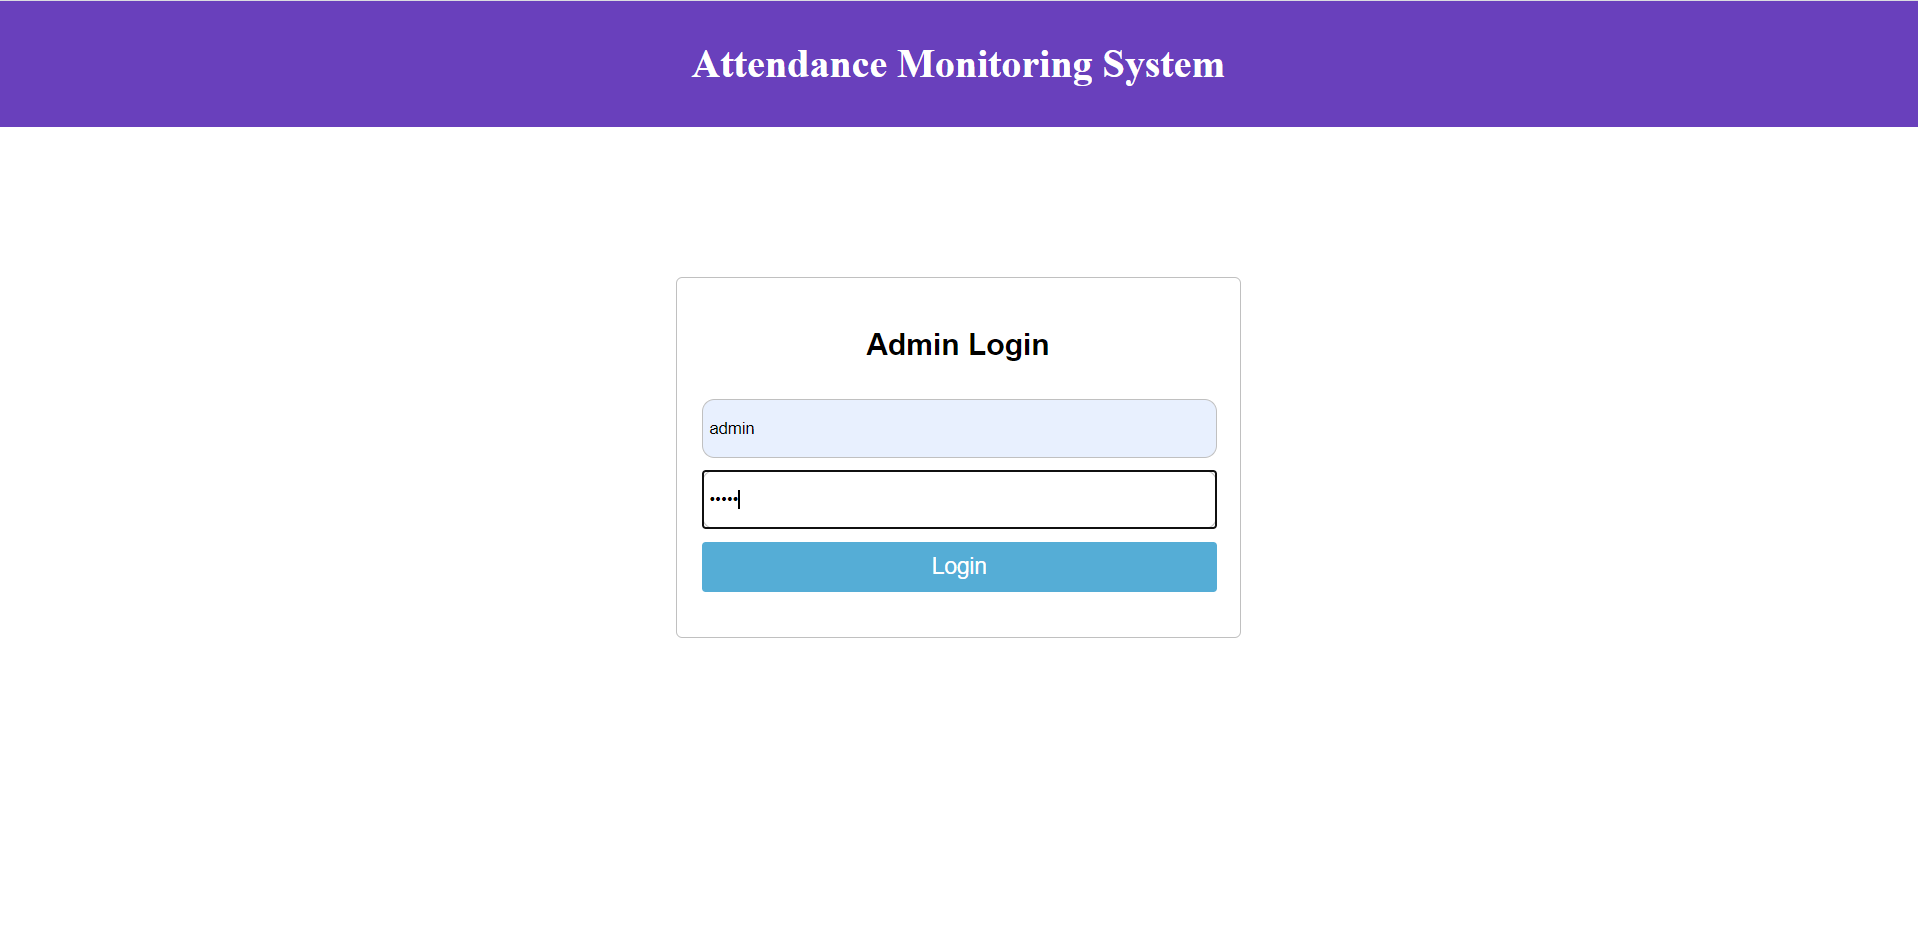 Attendance Monitoring System
Admin Login
admin
•••••
Login